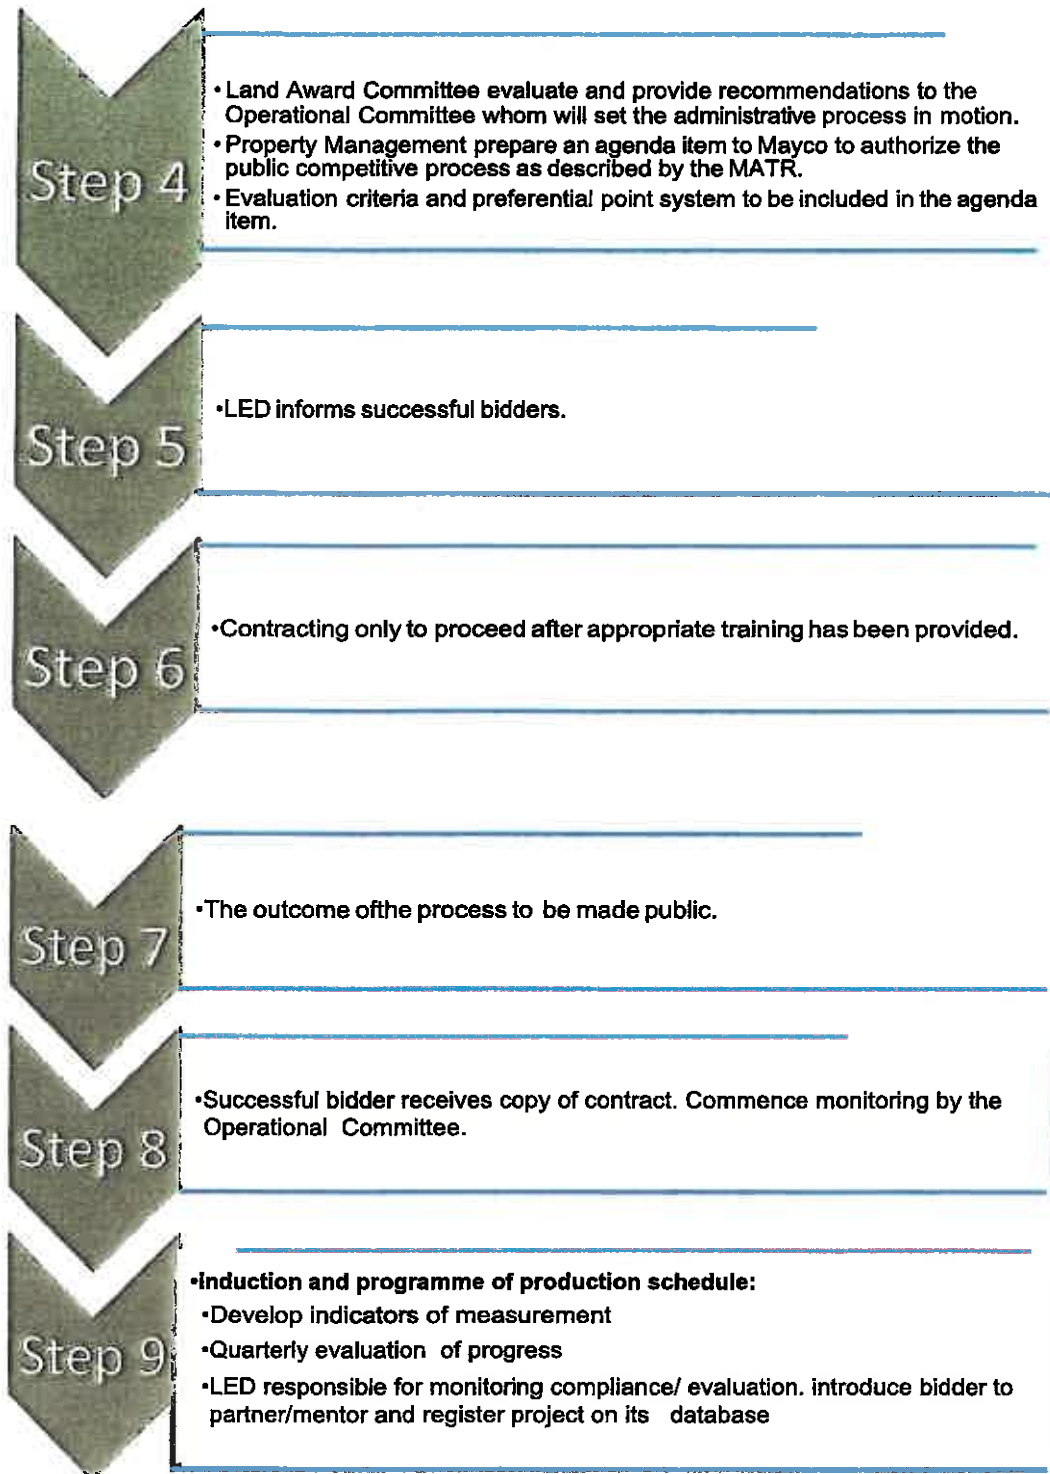 Step 4
• Land Award Committee evaluate and provide recommendations to the
Operational Committee whom will set the administrative process in motion.
• Property Management prepare an agenda item to Mayco to authorize the
public competitive process as described by the MATR.
• Evaluation criteria and preferential point system to be included in the agenda
item.
Step 5
•LED informs successful bidders.
Step 6
•Contracting only to proceed after appropriate training has been provided.
Step 7
•The outcome ofthe process to be made public.
Step 8
•Successful bidder receives copy of contract. Commence monitoring by the
Operational Committee.
Step 9
•Induction and programme of production schedule:
•Develop indicators of measurement
•Quarterly evaluation of progress
•LED responsible for monitoring compliance/ evaluation. introduce bidder to
partner/mentor and register project on its database